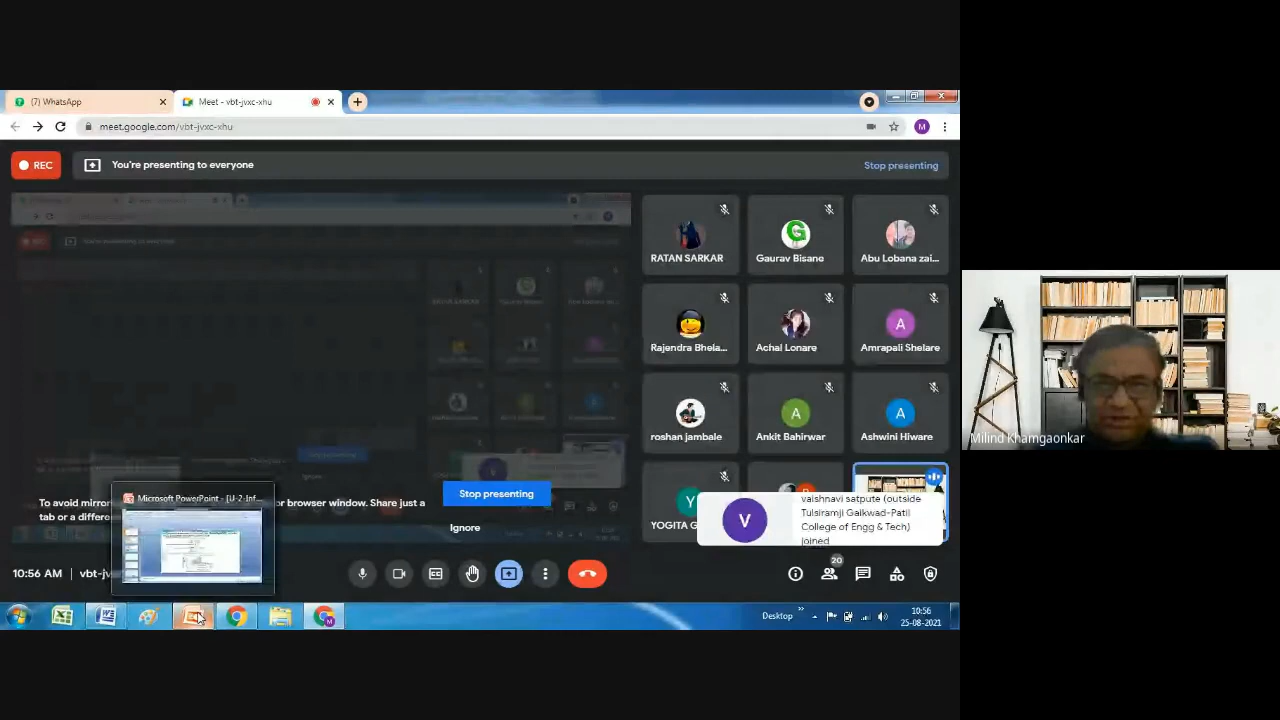 (7) WhatsApp
Meet - vbt-jvxc-xhu
meet.google.com/vbt-jvxc-xhu
M
REC
You're presenting to everyone
Stop presenting
RATAN SARKAR
G
Gaurav Bisane
Abu Lobana zai...
Rajendra Bhela...
Achal Lonare
A
Amrapali Shelare
roshan jambale
A
Ankit Bahirwar
A
Ashwini Hiware
Y
YOGITA G
V
vaishnavi satpute (outside
Tulsiramji Gaikwad-Patil
College of Engg & Tech)
joined
Milind Khamgaonkar
To avoid mirror
or browser window. Share just a
tab or a differe
Stop presenting
Ignore
Microsoft PowerPoint - [U-2-Inf...
10:56 AM
vbt-jv
20
Desktop
10:56
25-08-2021